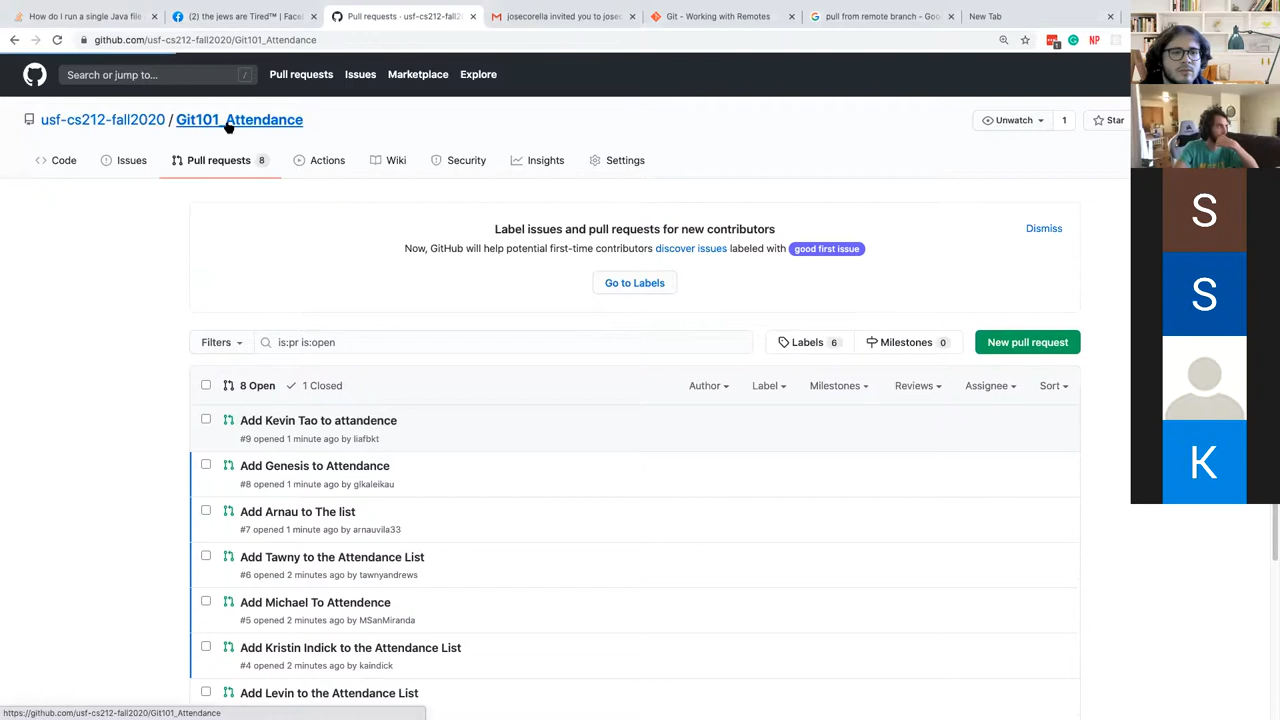 How do I run a single Java file
(2) the jews are Tired™ | Face
Pull requests · usf-cs212-fall2
josecorella invited you to josec
Git - Working with Remotes
pull from remote branch - Goo
New Tab
github.com/usf-cs212-fall2020/Git101_Attendance
NP
Search or jump to...
/
Pull requests
Issues
Marketplace
Explore
usf-cs212-fall2020 / Git101_Attendance
Unwatch
1
Star
Code
Issues
Pull requests 8
Actions
Wiki
Security
Insights
Settings
Label issues and pull requests for new contributors
Dismiss
Now, GitHub will help potential first-time contributors discover issues labeled with good first issue
Go to Labels
Filters
is:pr is:open
Labels 6
Milestones 0
New pull request
8 Open
1 Closed
Author
Label
Milestones
Reviews
Assignee
Sort
Add Kevin Tao to attandence
#9 opened 1 minute ago by liafbkt
Add Genesis to Attendance
#8 opened 1 minute ago by glkaleikau
Add Arnau to The list
#7 opened 1 minute ago by arnauvila33
Add Tawny to the Attendance List
#6 opened 2 minutes ago by tawnyandrews
Add Michael To Attendence
#5 opened 2 minutes ago by MSanMiranda
Add Kristin Indick to the Attendance List
#4 opened 2 minutes ago by kaindick
Add Levin to the Attendance List
https://github.com/usf-cs212-fall2020/Git101_Attendance
S
S
K